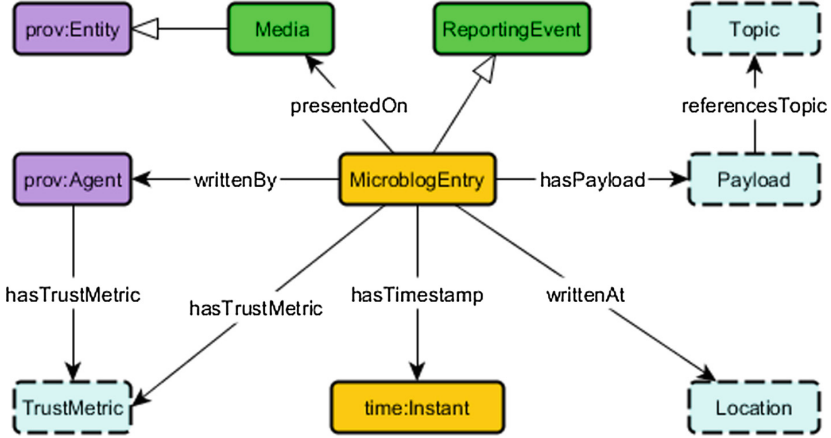 prov:Entity
Media
ReportingEvent
Topic
presentedOn
referencesTopic
prov:Agent
writtenBy
MicroblogEntry
hasPayload
Payload
hasTrustMetric
hasTrustMetric
hasTimestamp
writtenAt
TrustMetric
time:Instant
Location